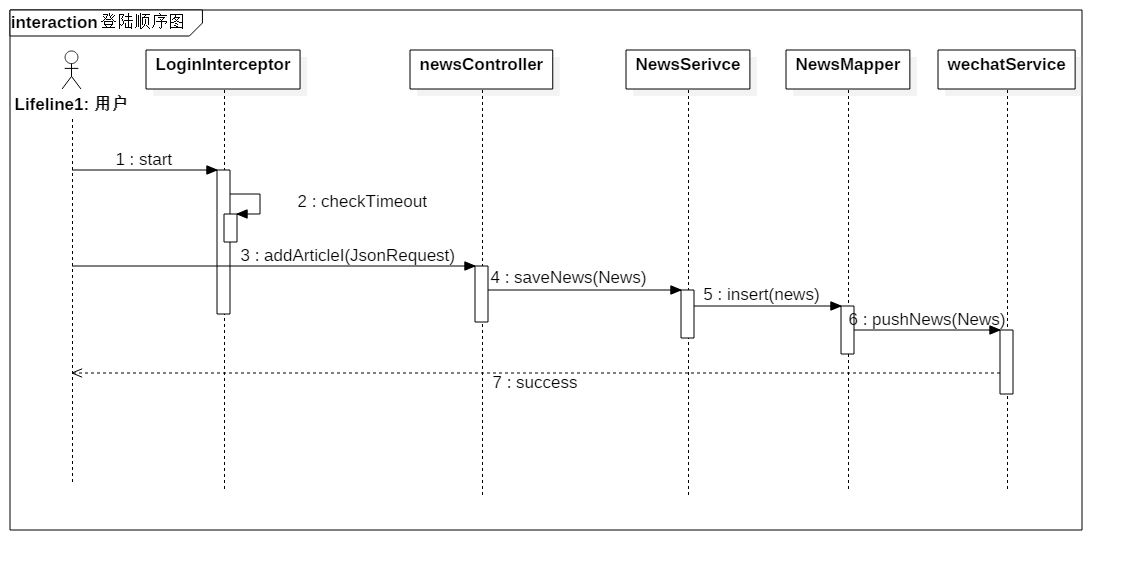 interaction 登陆顺序图
LoginInterceptor
newsController
NewsSerivce
NewsMapper
wechatService
Lifeline1: 用户
1 : start
2 : checkTimeout
3 : addArticleI(JsonRequest)
4 : saveNews(News)
5 : insert(news)
6 : pushNews(News)
7 : success